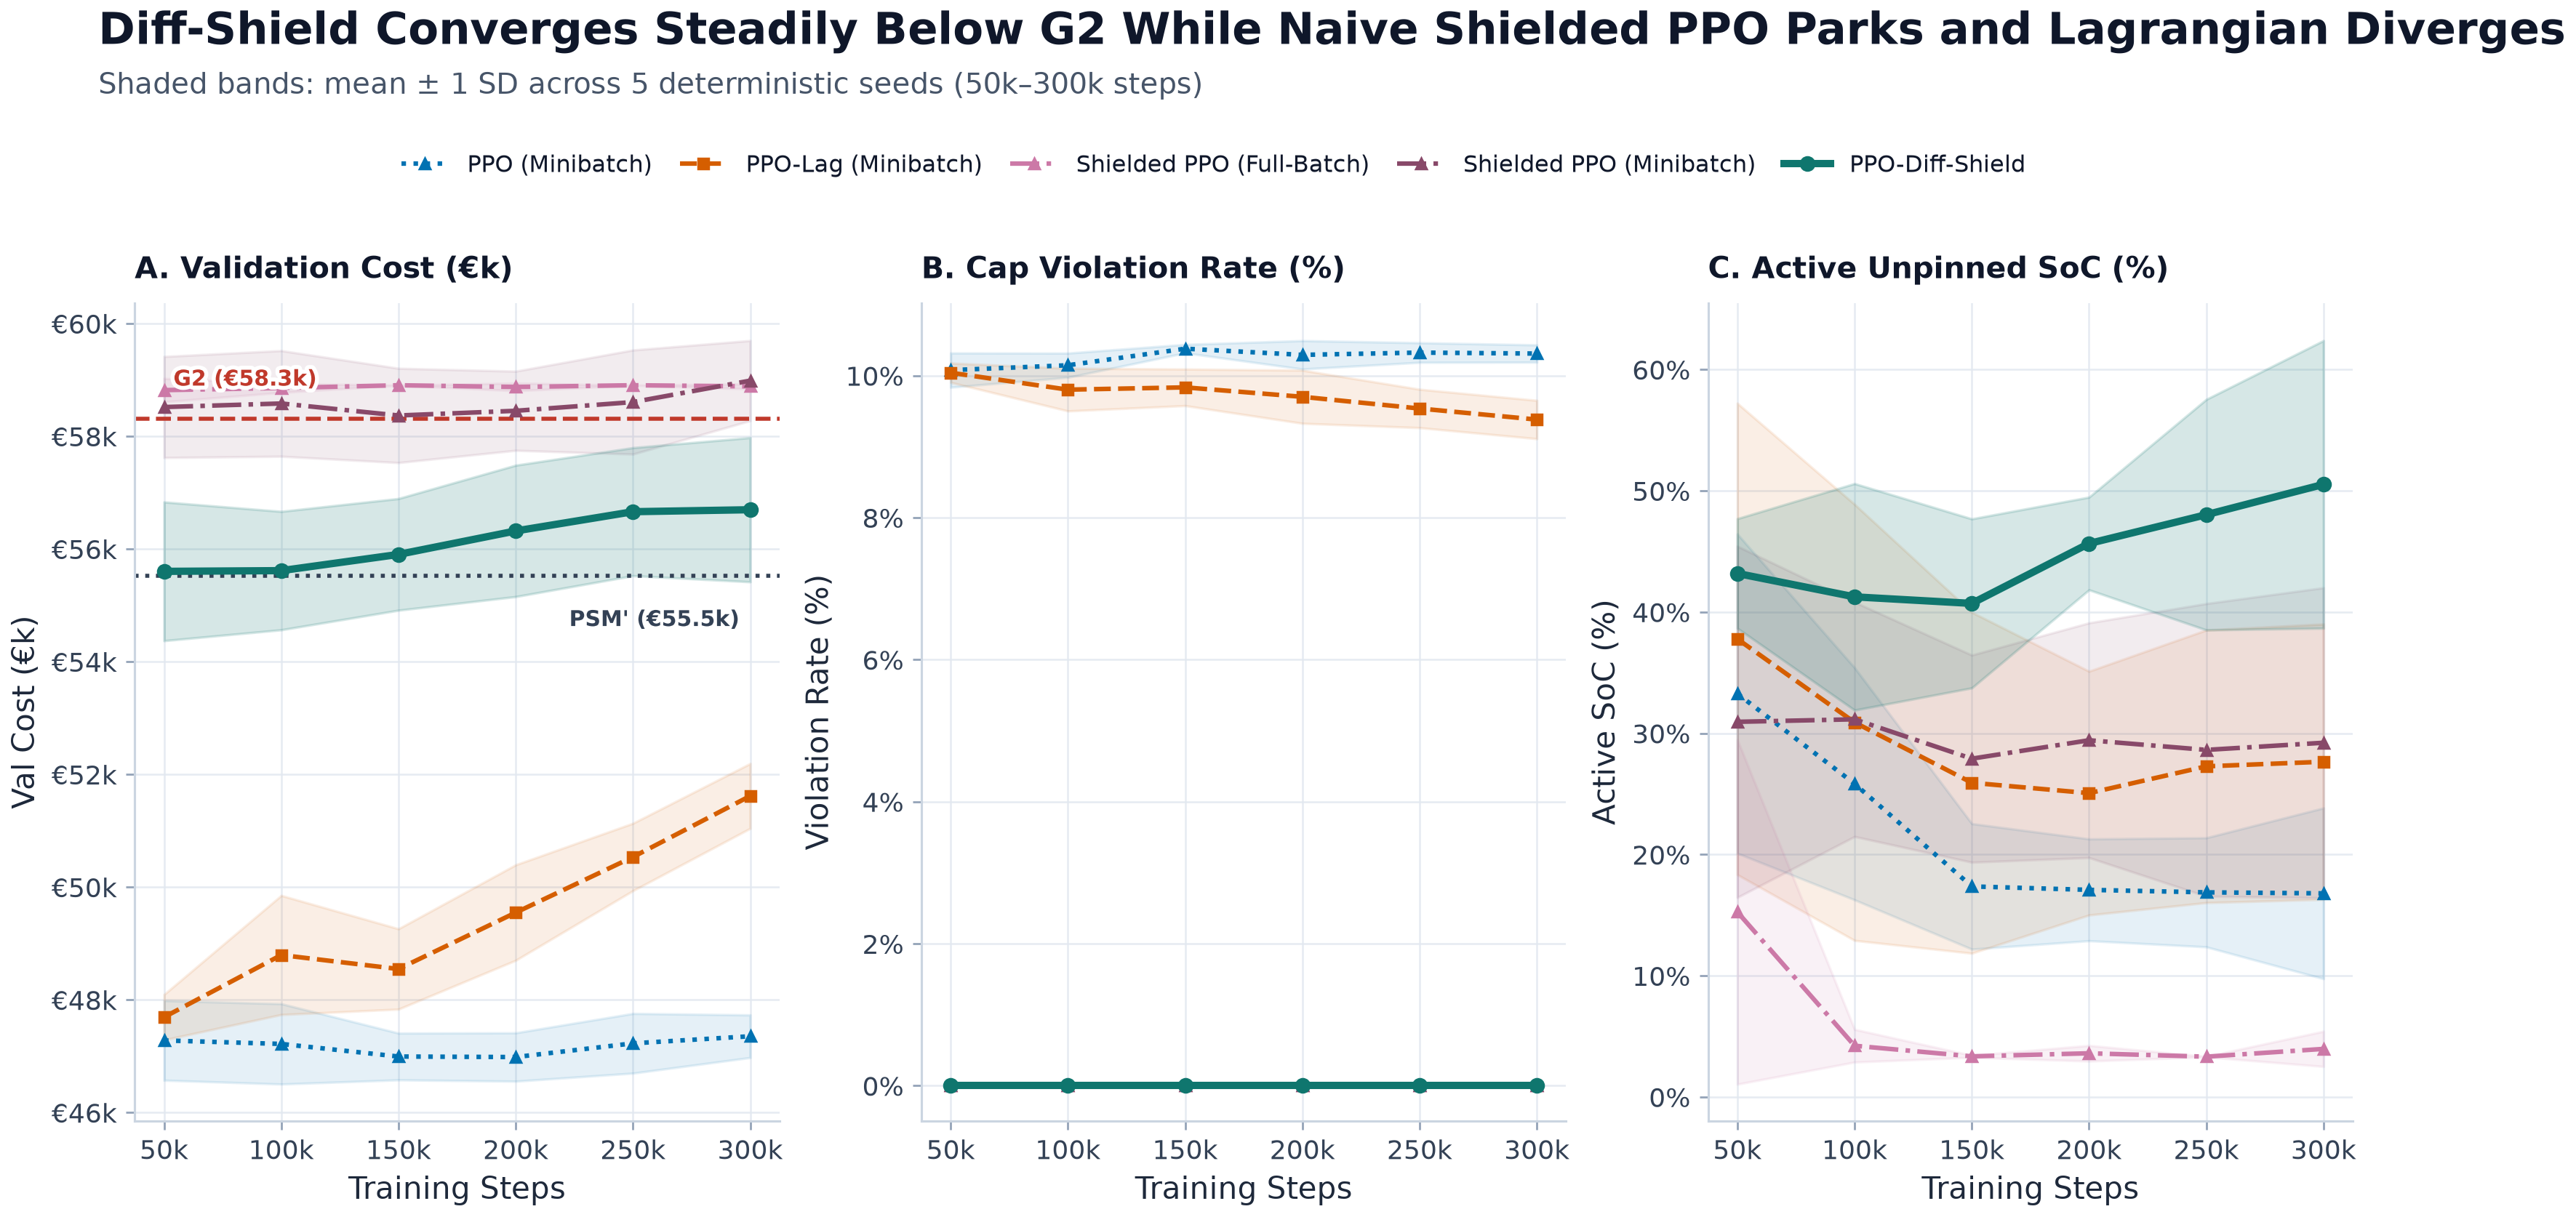 Diff-Shield Converges Steadily Below G2 While Naive Shielded PPO Parks and Lagrangian Diverges
Shaded bands: mean ± 1 SD across 5 deterministic seeds (50k–300k steps)
PPO (Minibatch) PPO-Lag (Minibatch) Shielded PPO (Full-Batch) Shielded PPO (Minibatch) PPO-Diff-Shield
A. Validation Cost (€k)
Val Cost (€k)
€60k
€58k
€56k
€54k
€52k
€50k
€48k
€46k
G2 (€58.3k)
PSM' (€55.5k)
50k 100k 150k 200k 250k 300k
Training Steps
B. Cap Violation Rate (%)
Violation Rate (%)
10%
8%
6%
4%
2%
0%
50k 100k 150k 200k 250k 300k
Training Steps
C. Active Unpinned SoC (%)
Active SoC (%)
60%
50%
40%
30%
20%
10%
0%
50k 100k 150k 200k 250k 300k
Training Steps